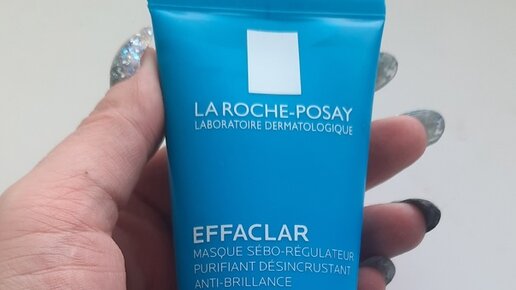 LA ROCHE-POSAY
LABORATOIRE DERMATOLOGIQUE
EFFACLAR
MASQUE SÉBO-RÉGULATEUR
PURIFIANT DÉSINCRUSTANT
ANTI-BRILLANCE